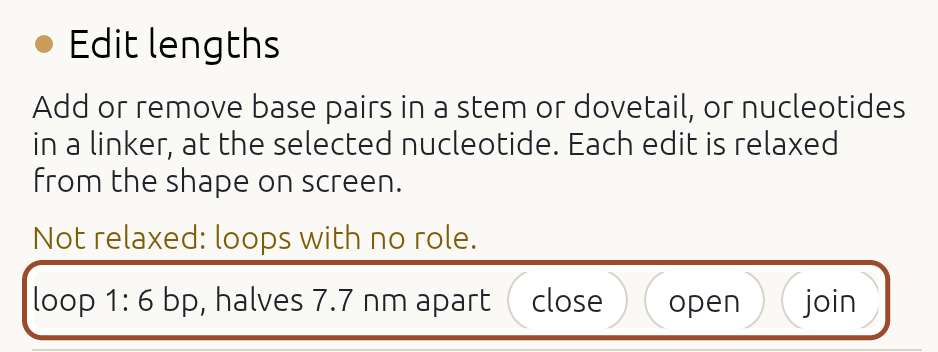 Edit lengths
Add or remove base pairs in a stem or dovetail, or nucleotides
in a linker, at the selected nucleotide. Each edit is relaxed
from the shape on screen.
Not relaxed: loops with no role.
loop 1: 6 bp, halves 7.7 nm apart close open join